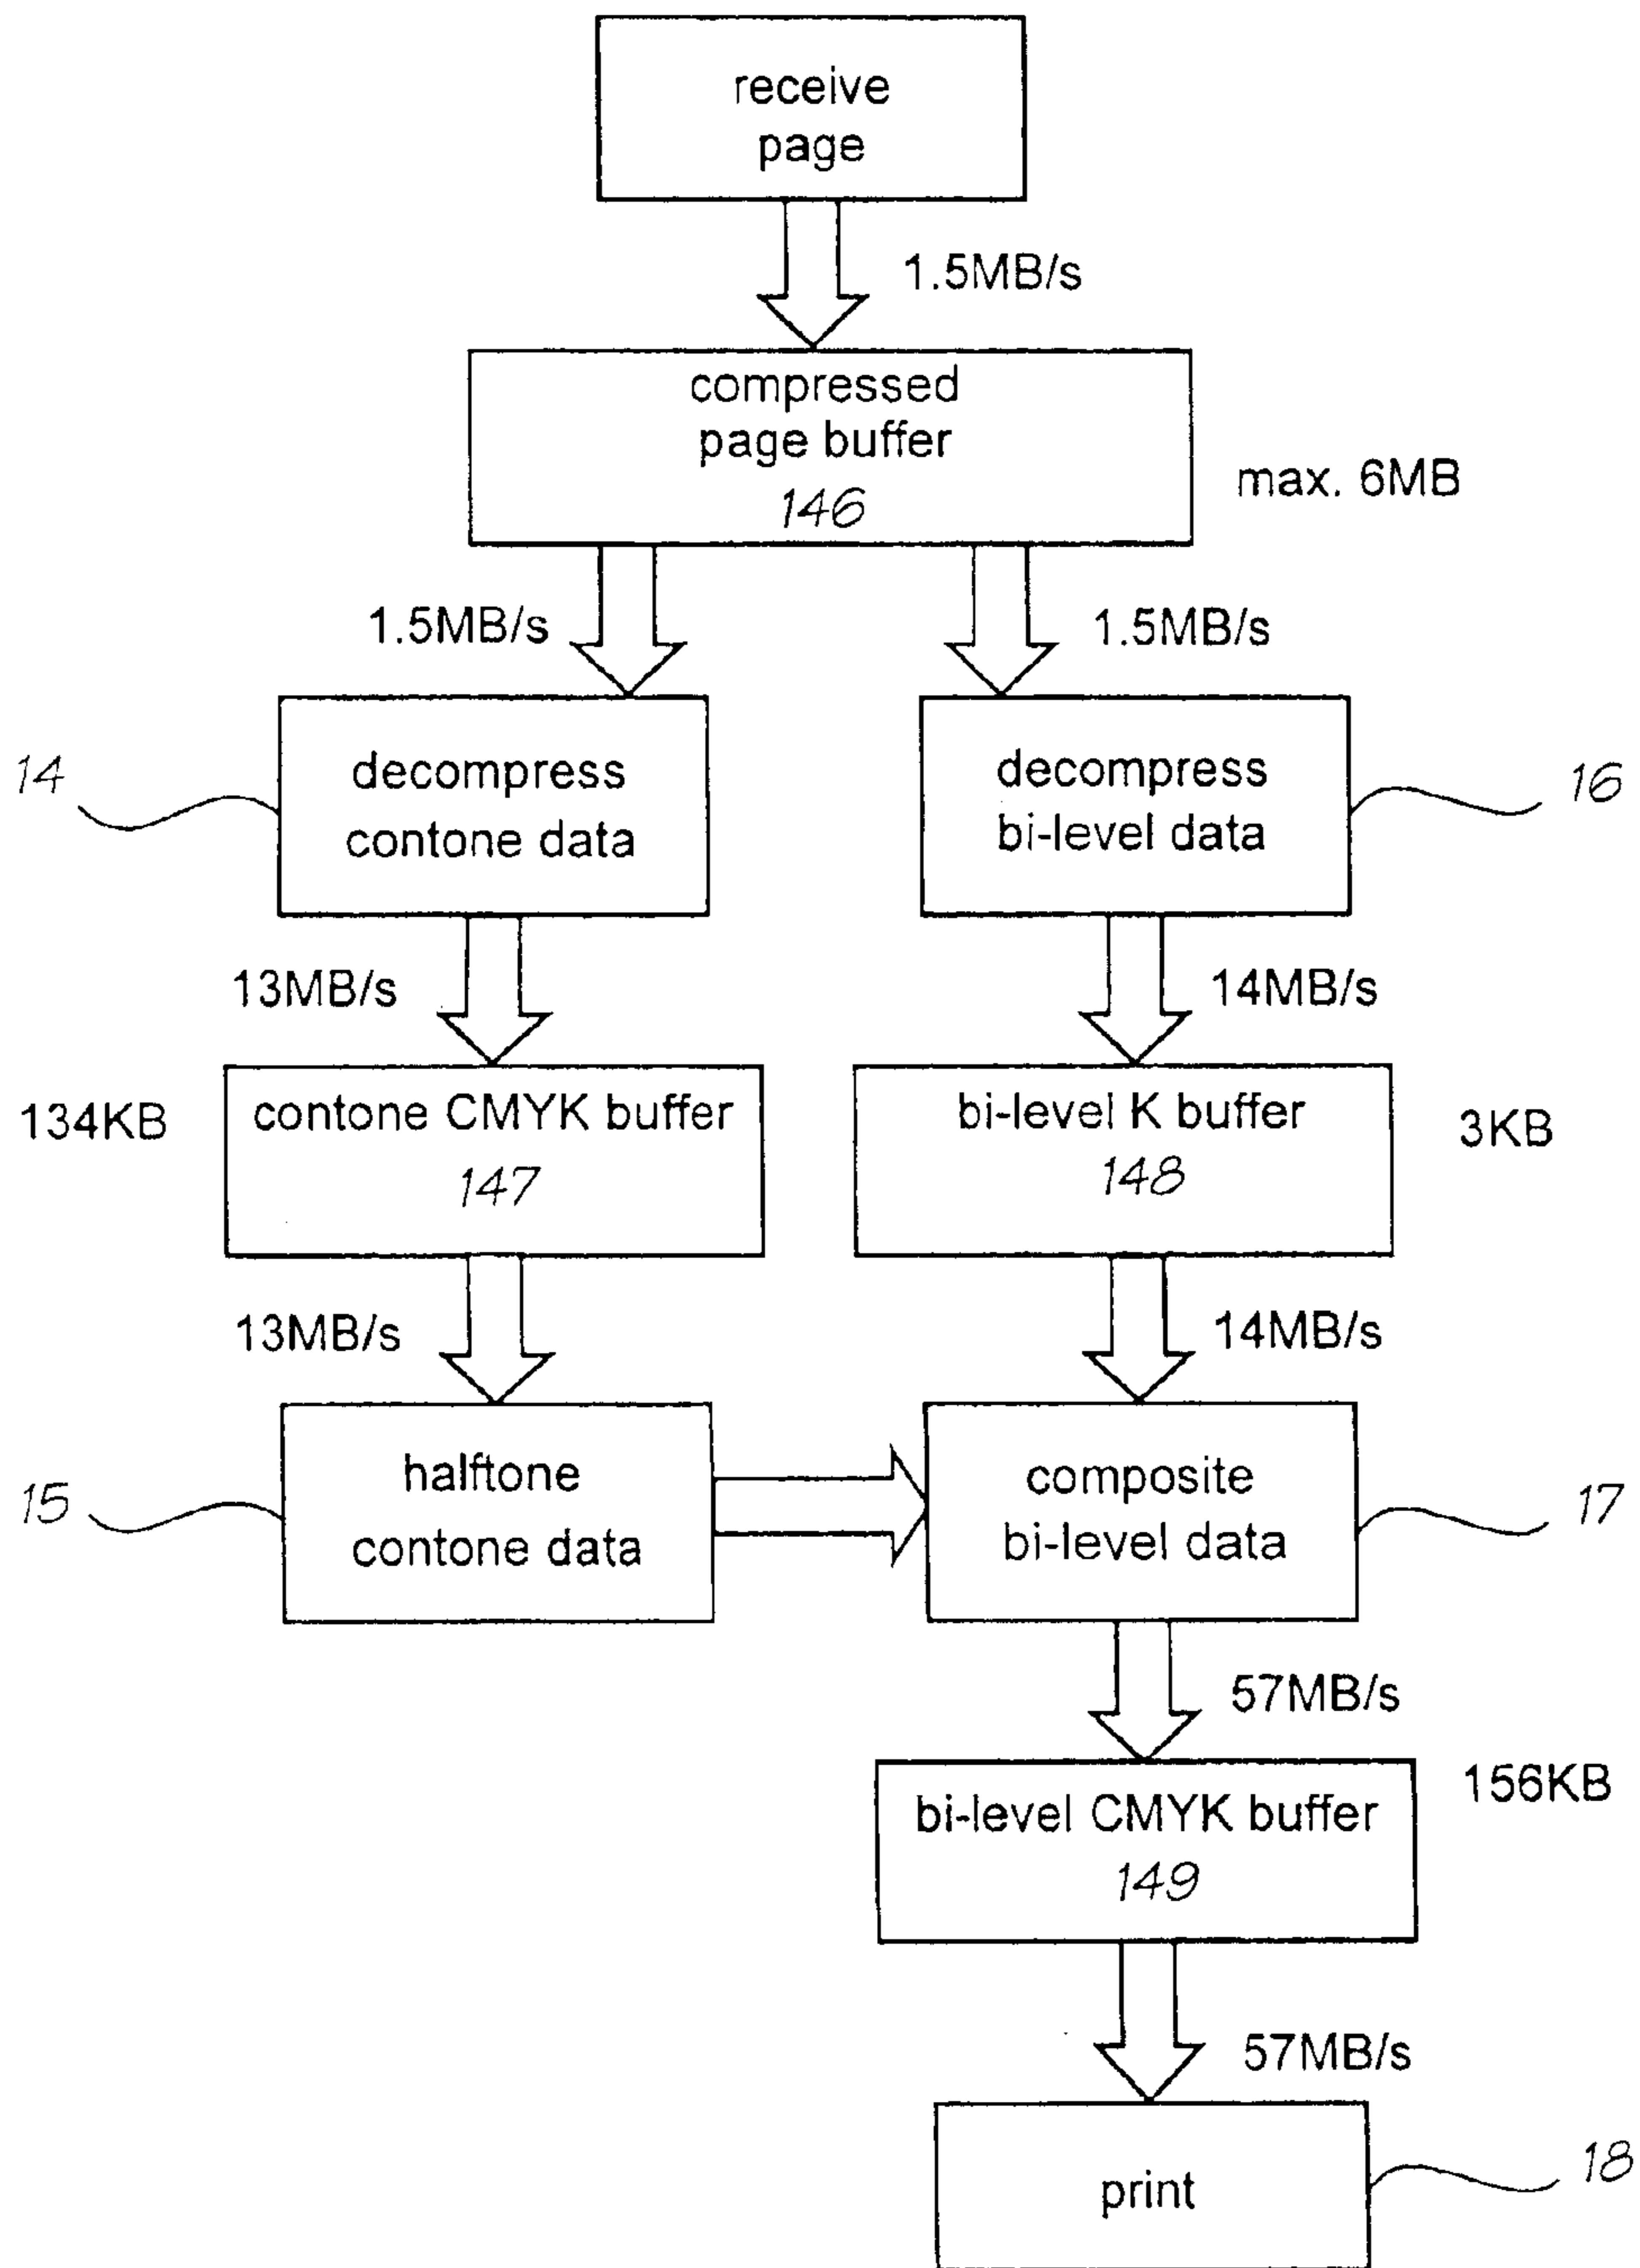 receive
page
1.5MB/s
compressed
page buffer
146
max. 6MB
1.5MB/s
1.5MB/s
14
decompress
contone data
decompress
bi-level data
16
13MB/s
14MB/s
134KB
contone CMYK buffer
147
bi-level K buffer
148
3KB
13MB/s
14MB/s
15
halftone
contone data
composite
bi-level data
17
57MB/s
bi-level CMYK buffer
149
156KB
57MB/s
print
18